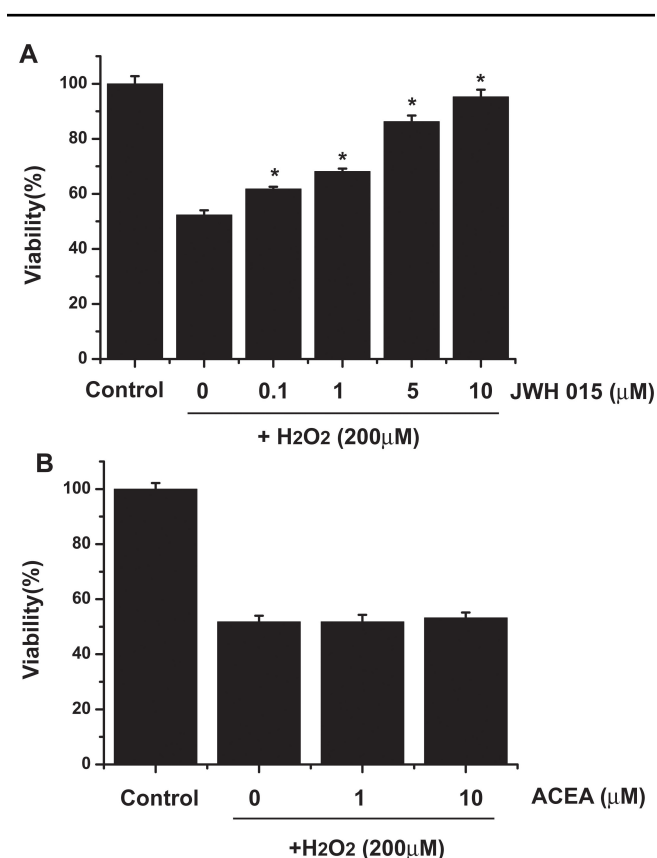 A
Viability(%)
100
80
60
40
20
0
* * * *
Control 0 0.1 1 5 10 JWH 015 (μM)
+ H2O2 (200μM)
B
Viability(%)
100
80
60
40
20
0
Control 0 1 10 ACEA (μM)
+H2O2 (200μM)